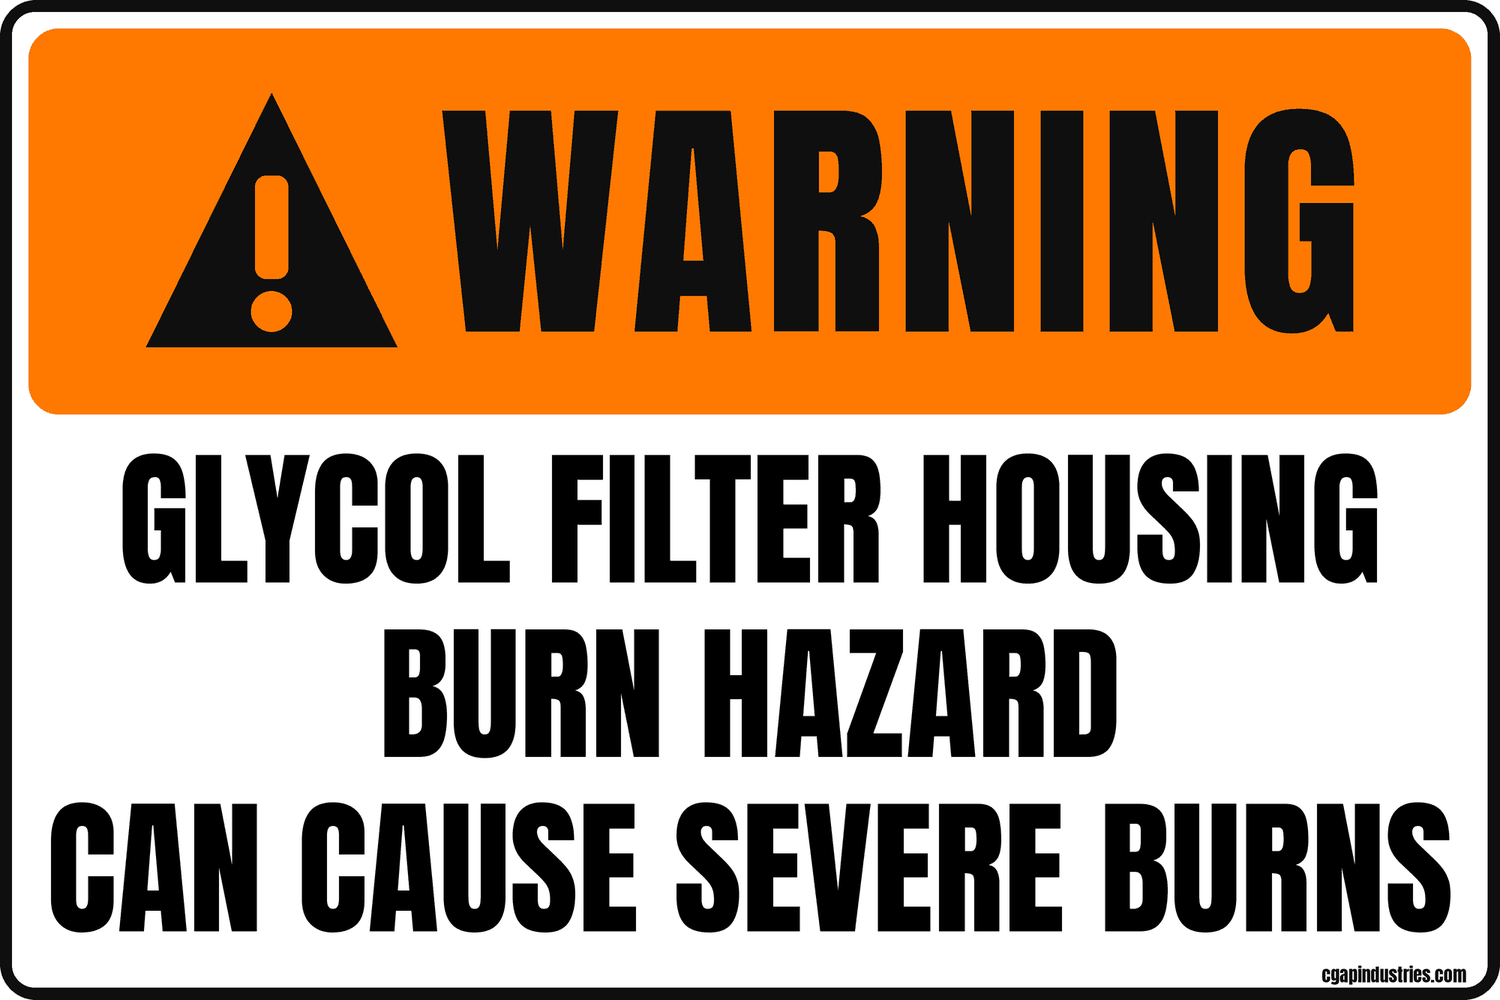 WARNING
GLYCOL FILTER HOUSING
BURN HAZARD
CAN CAUSE SEVERE BURNS
cgapindustries.com